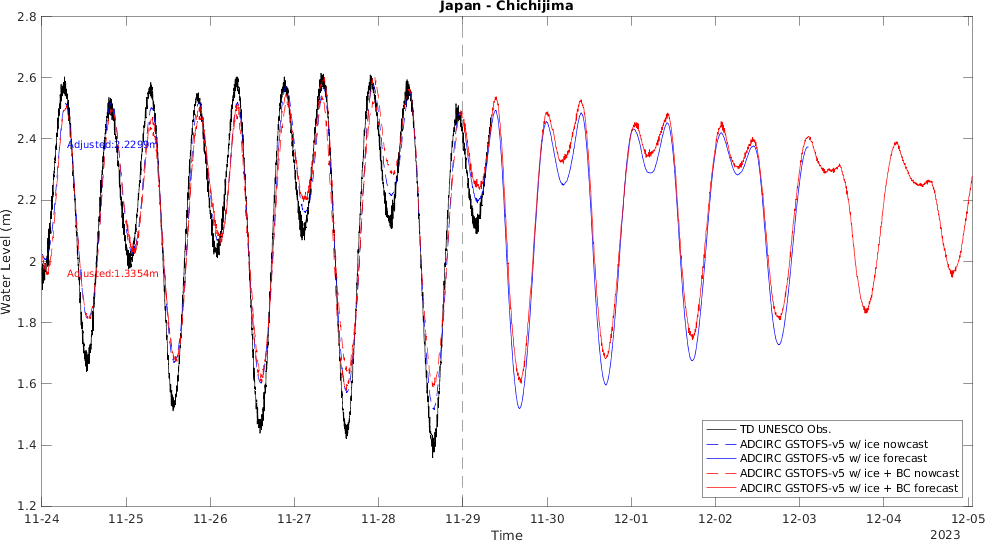 Japan - Chichijima
2.8
2.6
2.4
2.2
2
1.8
1.6
1.4
1.2
Water Level (m)
Adjusted:2.2299m
Adjusted:1.3354m
TD UNESCO Obs.
ADCIRC GSTOFS-v5 w/ ice nowcast
ADCIRC GSTOFS-v5 w/ ice forecast
ADCIRC GSTOFS-v5 w/ ice + BC nowcast
ADCIRC GSTOFS-v5 w/ ice + BC forecast
11-24 11-25 11-26 11-27 11-28 11-29 11-30 12-01 12-02 12-03 12-04 12-05
Time
2023